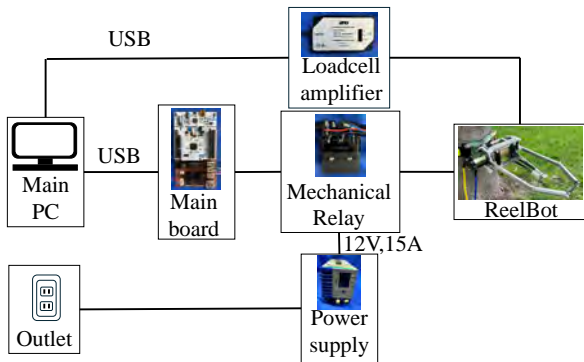 USB
Loadcell
amplifier
USB
Main
PC
Main
board
Mechanical
Relay
ReelBot
12V,15A
Outlet
Power
supply